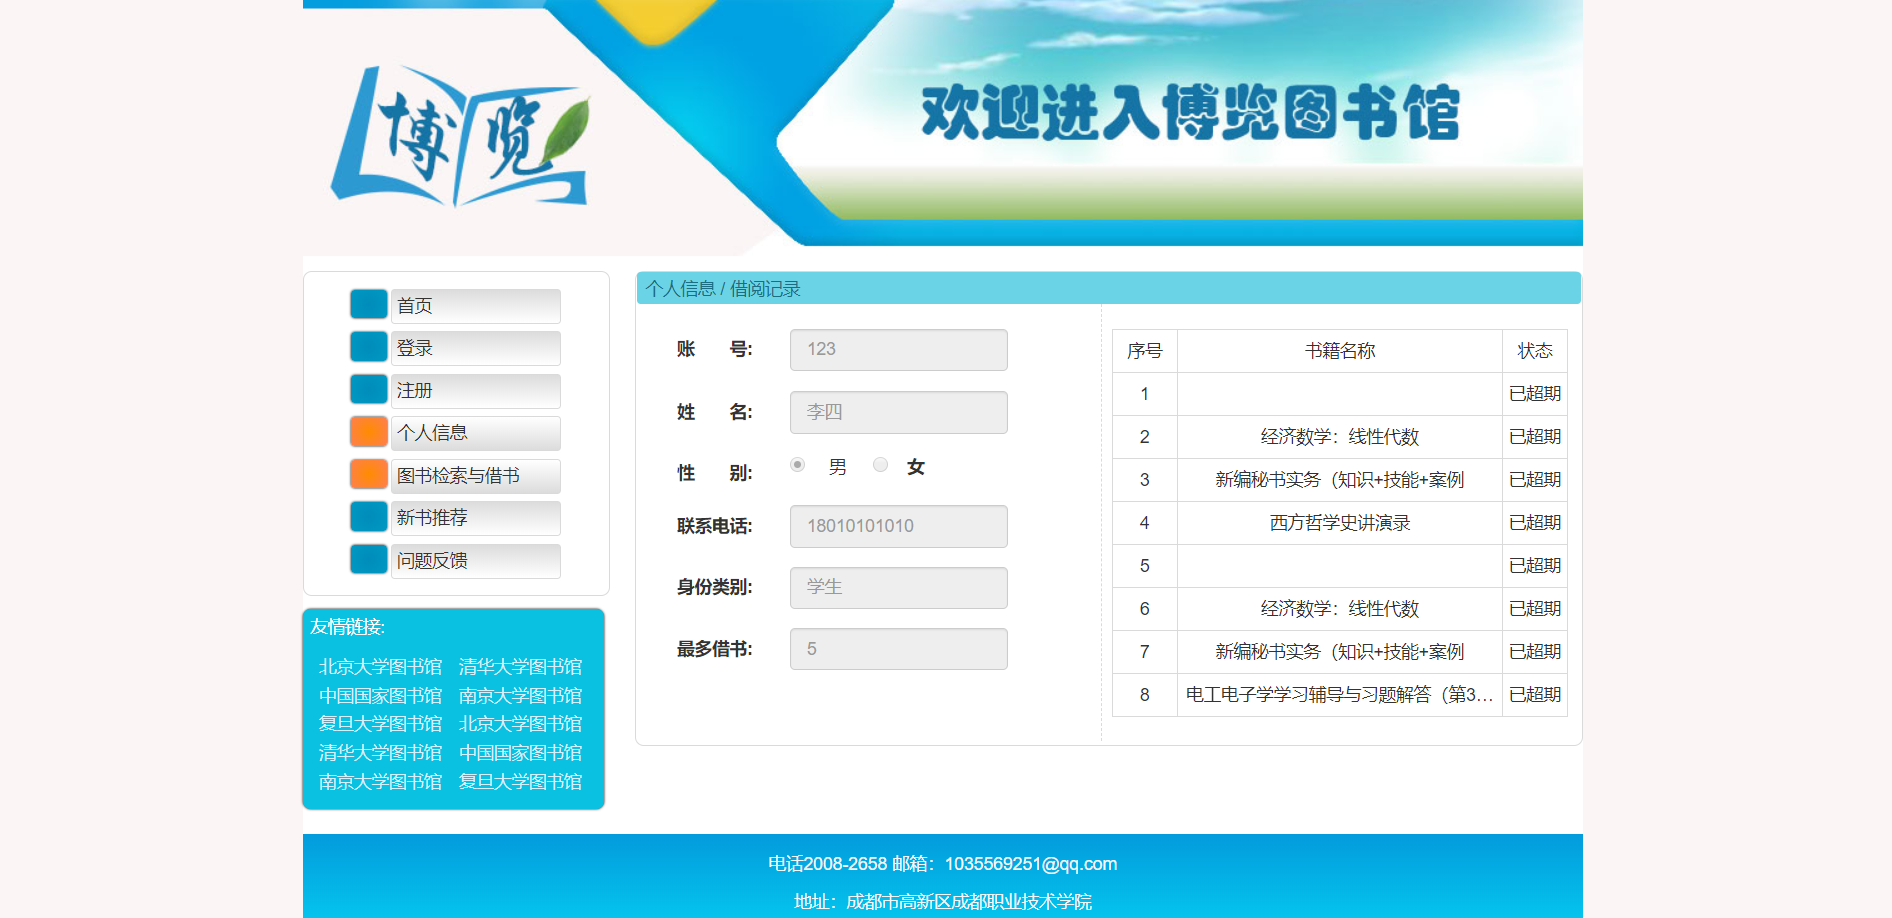 博览
欢迎进入博览图书馆
首页
登录
注册
个人信息
图书检索与借书
新书推荐
问题反馈
友情链接:
北京大学图书馆 清华大学图书馆
中国国家图书馆 南京大学图书馆
复旦大学图书馆 北京大学图书馆
清华大学图书馆 中国国家图书馆
南京大学图书馆 复旦大学图书馆
个人信息 / 借阅记录
账 号: 123
姓 名: 李四
性 别: 男 女
联系电话: 18010101010
身份类别: 学生
最多借书: 5
序号 书籍名称 状态
1 已超期
2 经济数学：线性代数 已超期
3 新编秘书实务（知识+技能+案例 已超期
4 西方哲学史讲演录 已超期
5 已超期
6 经济数学：线性代数 已超期
7 新编秘书实务（知识+技能+案例 已超期
8 电工电子学学习辅导与习题解答（第3... 已超期
电话2008-2658 邮箱：1035569251@qq.com
地址：成都市高新区成都职业技术学院